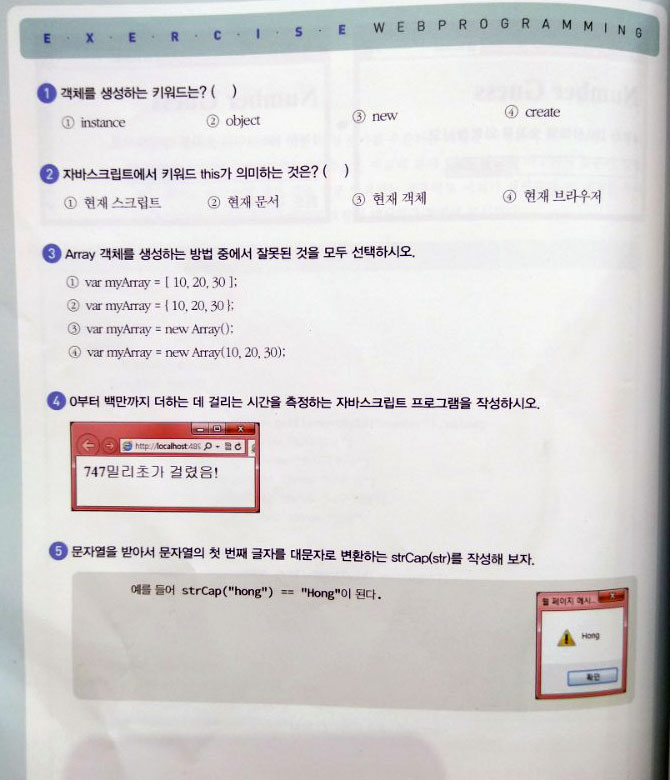 E · X · E · R · C · I · S · E WEBPROGRAMMING
1 객체를 생성하는 키워드는? ( )
① instance ② object ③ new ④ create
2 자바스크립트에서 키워드 this가 의미하는 것은? ( )
① 현재 스크립트 ② 현재 문서 ③ 현재 객체 ④ 현재 브라우저
3 Array 객체를 생성하는 방법 중에서 잘못된 것을 모두 선택하시오.
① var myArray = [ 10, 20, 30 ];
② var myArray = { 10, 20, 30 };
③ var myArray = new Array();
④ var myArray = new Array(10, 20, 30);
4 0부터 백만까지 더하는 데 걸리는 시간을 측정하는 자바스크립트 프로그램을 작성하시오.
http://localhost:489
747밀리초가 걸렸음!
5 문자열을 받아서 문자열의 첫 번째 글자를 대문자로 변환하는 strCap(str)를 작성해 보자.
예를 들어 strCap("hong") == "Hong"이 된다.
웹 페이지 메시...
Hong
확인